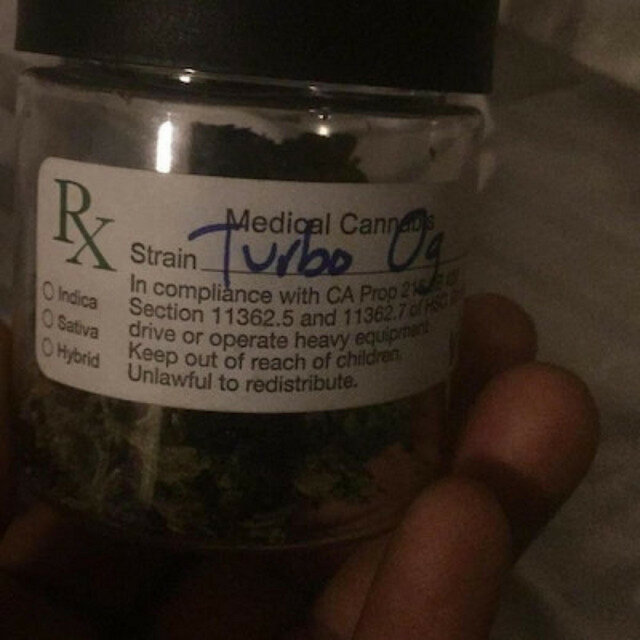 Rx
Medical Cannabis
Strain Turbo Og
In compliance with CA Prop
Section 11362.5 and 11362.7 of
drive or operate heavy equipment.
Keep out of reach of children.
Unlawful to redistribute.
Indica
Sativa
Hybrid